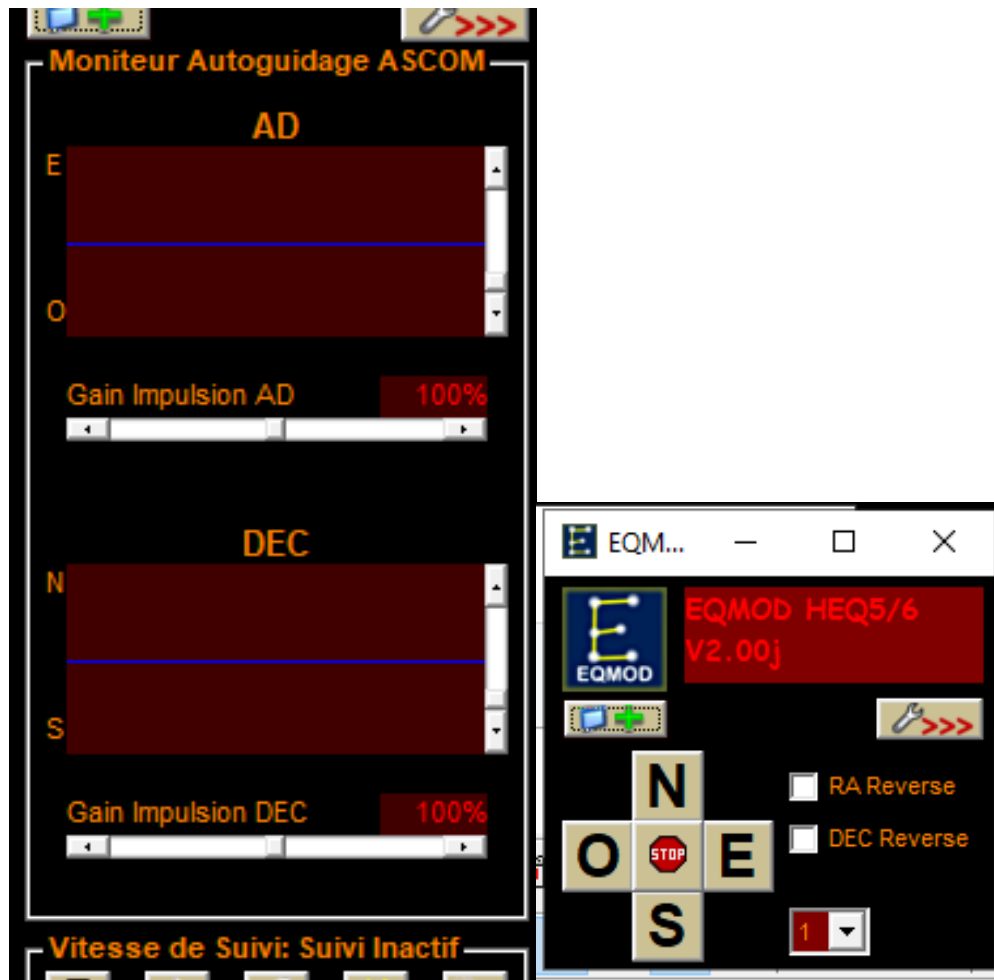 >>>
Moniteur Autoguidage ASCOM
AD
E
O
Gain Impulsion AD 100%
DEC
N
S
Gain Impulsion DEC 100%
Vitesse de Suivi: Suivi Inactif
EQM...
EQMOD HEQ5/6
V2.00j
EQMOD
>>>
N
RA Reverse
O STOP E
DEC Reverse
S
1